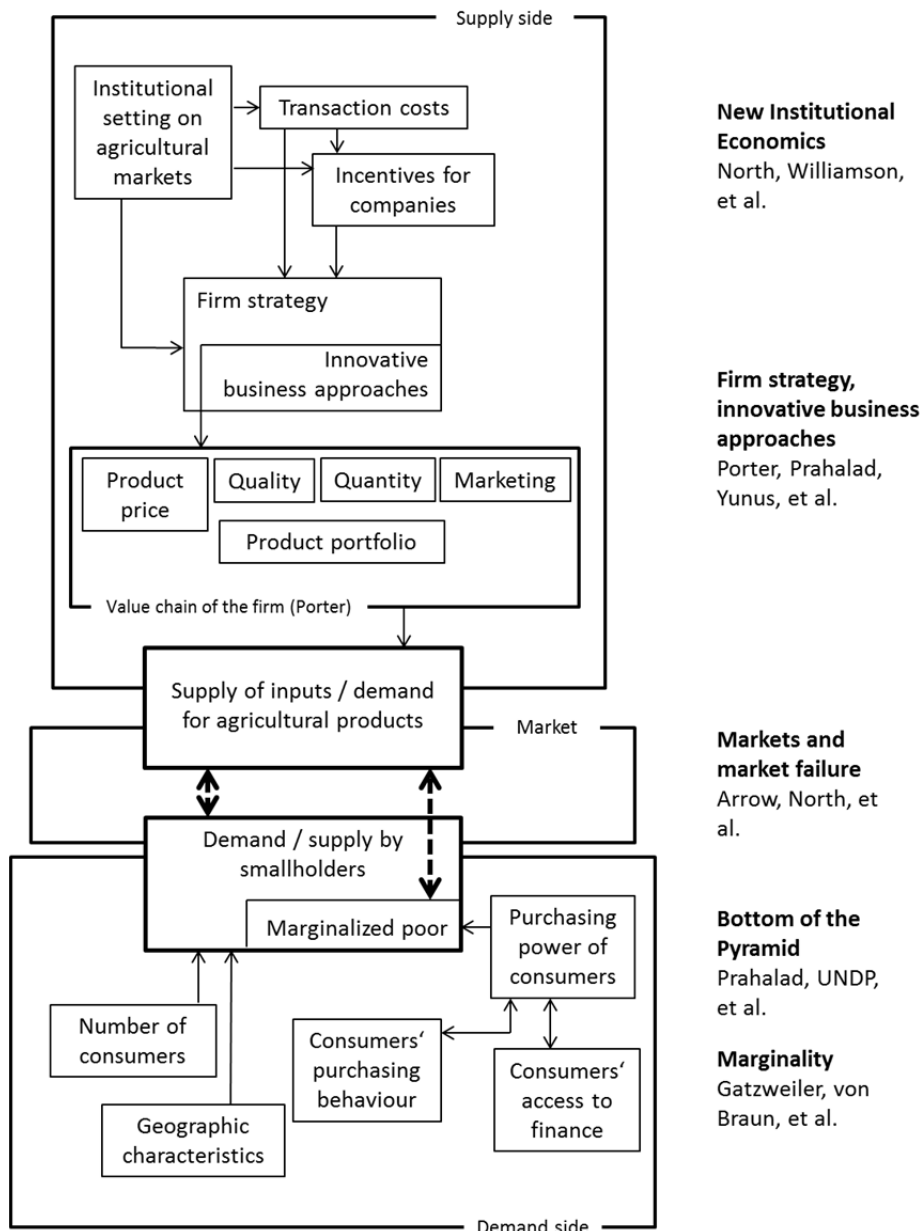 Supply side
Institutional
setting on
agricultural
markets
Transaction costs
Incentives for
companies
Firm strategy
Innovative
business approaches
Product
price
Quality
Quantity
Marketing
Product portfolio
Value chain of the firm (Porter)
Supply of inputs / demand
for agricultural products
Market
Demand / supply by
smallholders
Marginalized poor
Purchasing
power of
consumers
Number of
consumers
Consumers‘
purchasing
behaviour
Consumers‘
access to
finance
Geographic
characteristics
Demand side
New Institutional
Economics
North, Williamson,
et al.
Firm strategy,
innovative business
approaches
Porter, Prahalad,
Yunus, et al.
Markets and
market failure
Arrow, North, et
al.
Bottom of the
Pyramid
Prahalad, UNDP,
et al.
Marginality
Gatzweiler, von
Braun, et al.